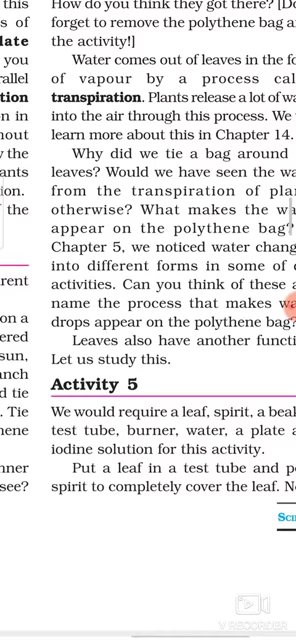 this
s of
late
you
rallel
tion
on in
hout
y the
ants
ion.
the
rent
on a
ered
sun,
anch
d tie
. Tie
hene
nner
see?
How do you think they got there? [Do
forget to remove the polythene bag a
the activity!]
Water comes out of leaves in the fo
of vapour by a process cal
transpiration. Plants release a lot of wa
into the air through this process. We
learn more about this in Chapter 14.
Why did we tie a bag around
leaves? Would we have seen the wa
from the transpiration of plan
otherwise? What makes the wa
appear on the polythene bag?
Chapter 5, we noticed water chang
into different forms in some of
activities. Can you think of these a
name the process that makes wa
drops appear on the polythene bag?
Leaves also have another functi
Let us study this.
Activity 5
We would require a leaf, spirit, a beak
test tube, burner, water, a plate a
iodine solution for this activity.
Put a leaf in a test tube and p
spirit to completely cover the leaf. N
SCI
V RECORDER